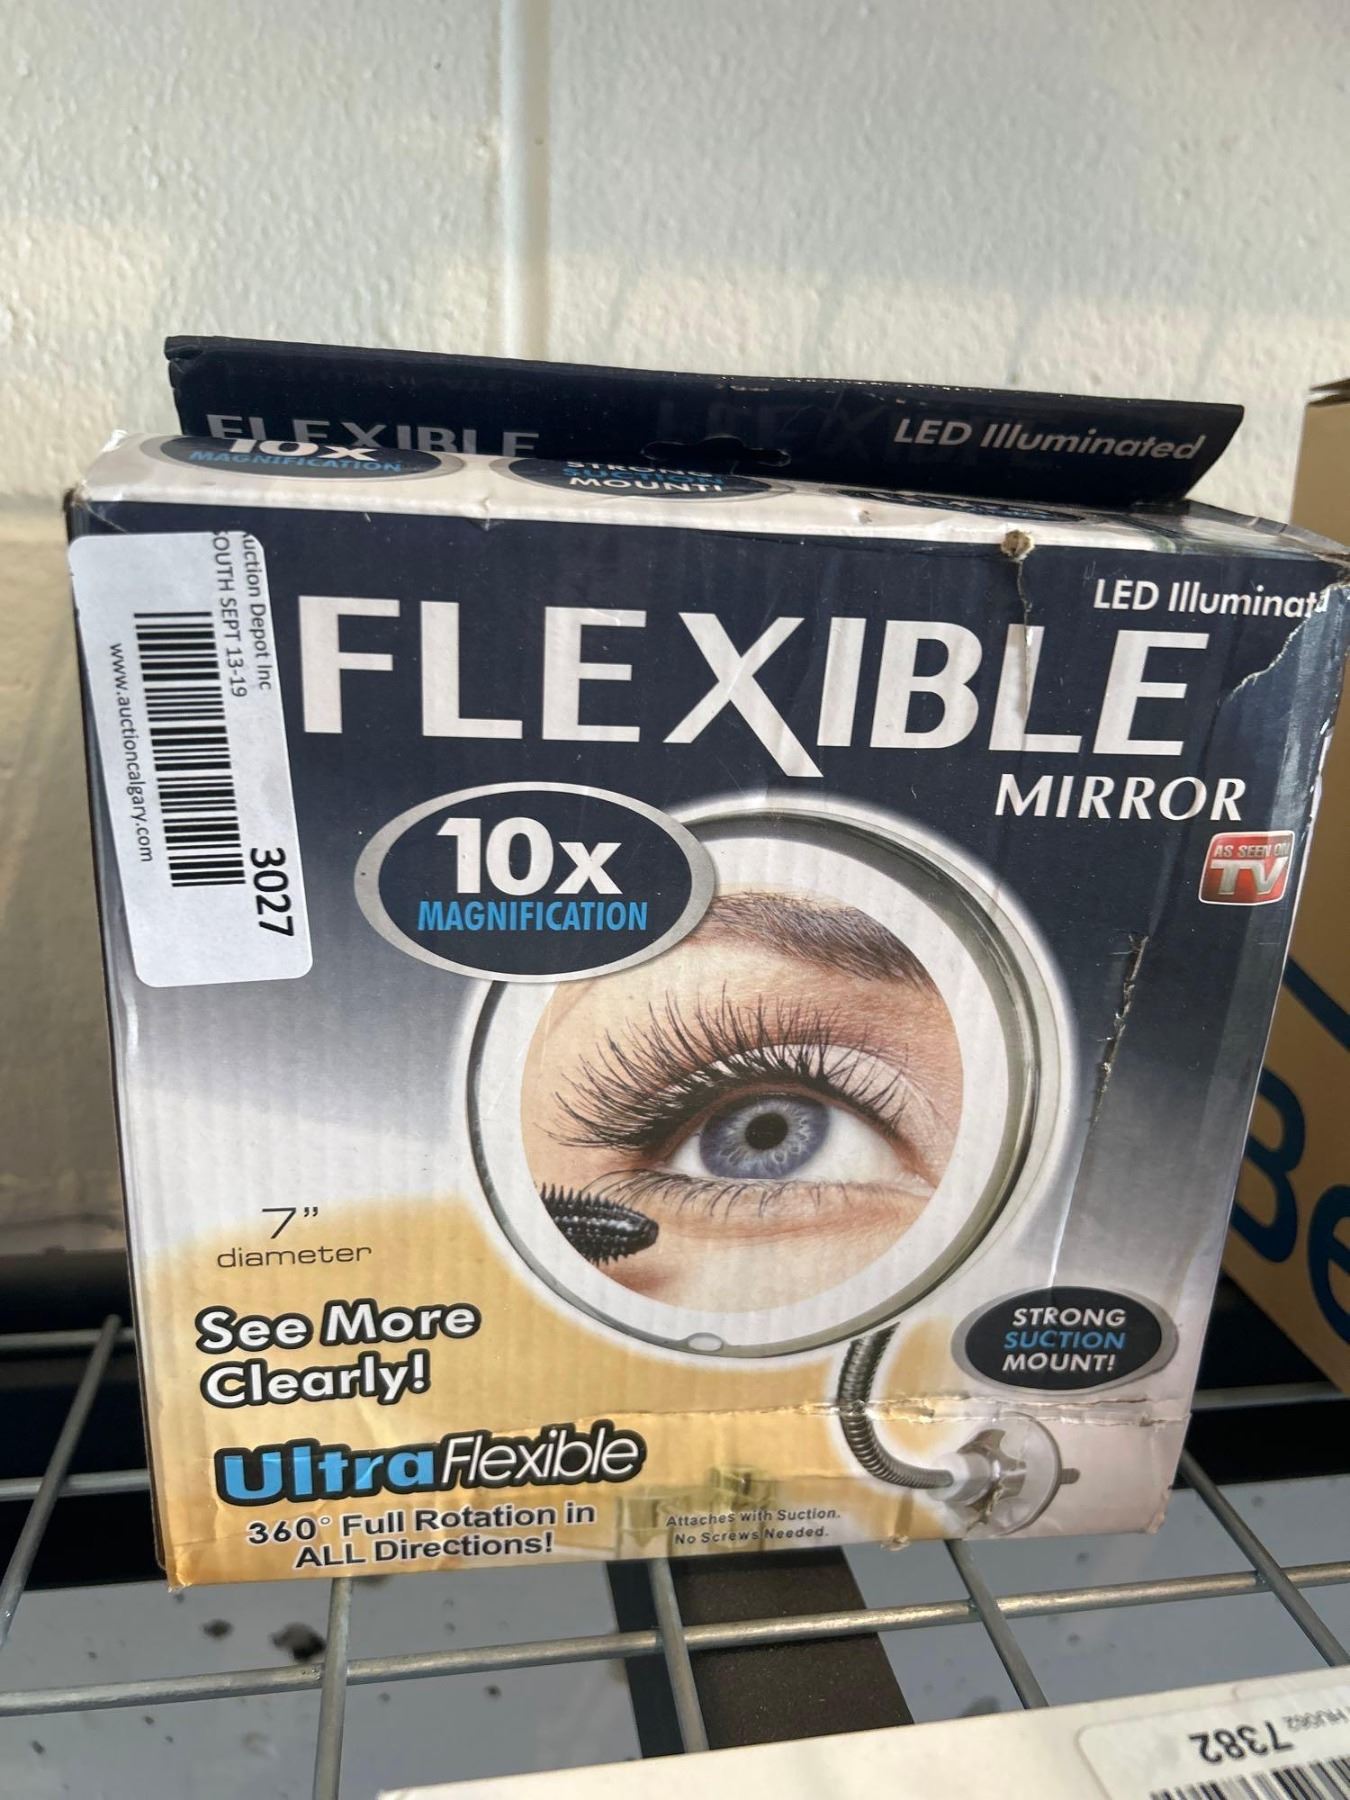 FLEXIBLE
LED Illuminated
10x
MAGNIFICATION
STRONG
SUCTION
MOUNT!
uction Depot Inc
OUTH SEPT 13-19
3027
www.auctioncalgary.com
LED Illuminat
FLEXIBLE
MIRROR
AS SEEN ON
TV
10x
MAGNIFICATION
7"
diameter
See More
Clearly!
STRONG
SUCTION
MOUNT!
UltraFlexible
360° Full Rotation in
ALL Directions!
Attaches with Suction.
No Screws Needed.
Be
7382